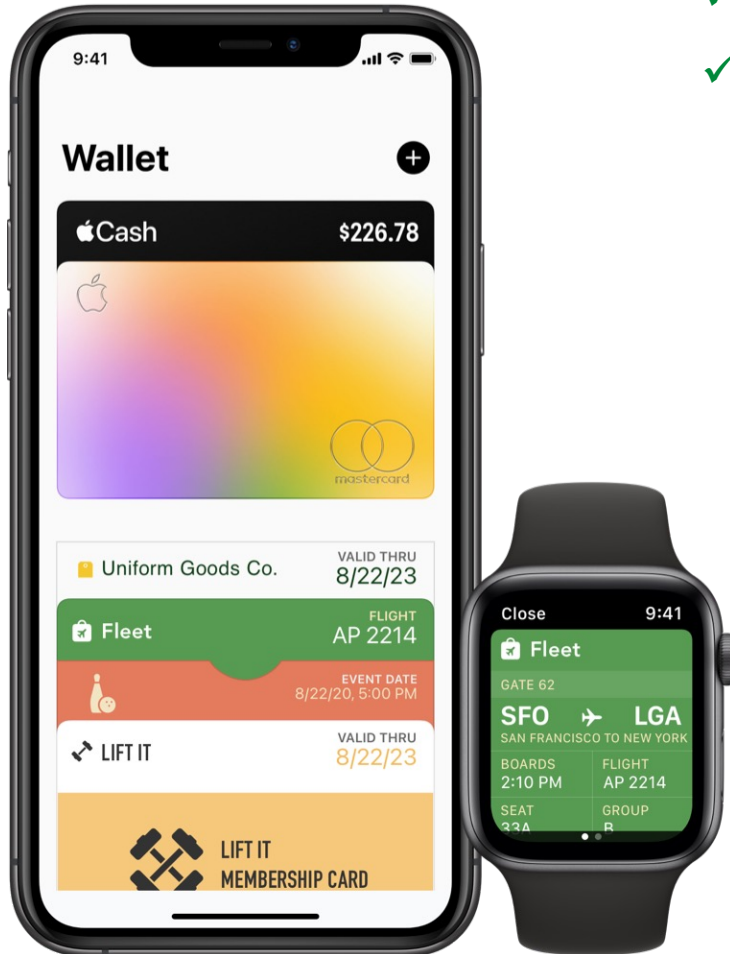 9:41
Wallet
Cash $226.78
mastercard
Uniform Goods Co. VALID THRU
8/22/23
Fleet FLIGHT
AP 2214
EVENT DATE
8/22/20, 5:00 PM
LIFT IT VALID THRU
8/22/23
LIFT IT
MEMBERSHIP CARD
Close 9:41
Fleet
GATE 62
SFO LGA
SAN FRANCISCO TO NEW YORK
BOARDS FLIGHT
2:10 PM AP 2214
SEAT GROUP
33A B